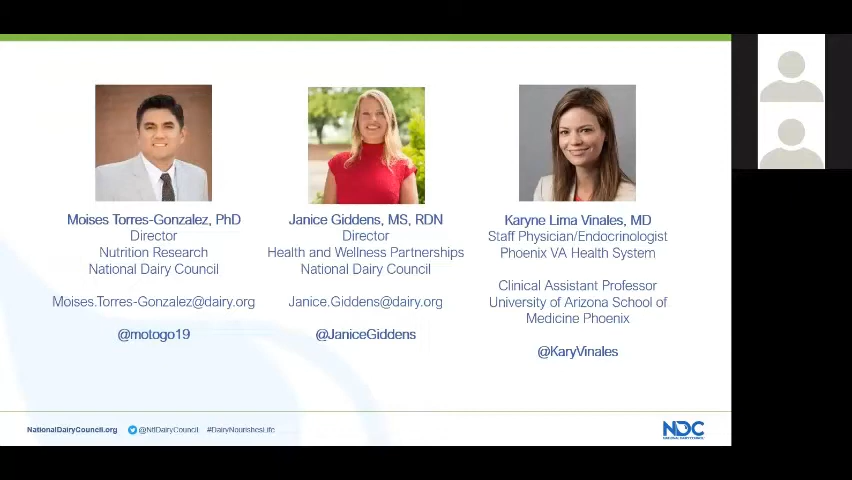 Moises Torres-Gonzalez, PhD
Director
Nutrition Research
National Dairy Council
Moises.Torres-Gonzalez@dairy.org
@motogo19
Janice Giddens, MS, RDN
Director
Health and Wellness Partnerships
National Dairy Council
Janice.Giddens@dairy.org
@JaniceGiddens
Karyne Lima Vinales, MD
Staff Physician/Endocrinologist
Phoenix VA Health System
Clinical Assistant Professor
University of Arizona School of
Medicine Phoenix
@KaryVinales
NationalDairyCouncil.org
@NtlDairyCouncil
#DairyNourishesLife
NDC
NATIONAL DAIRY COUNCIL